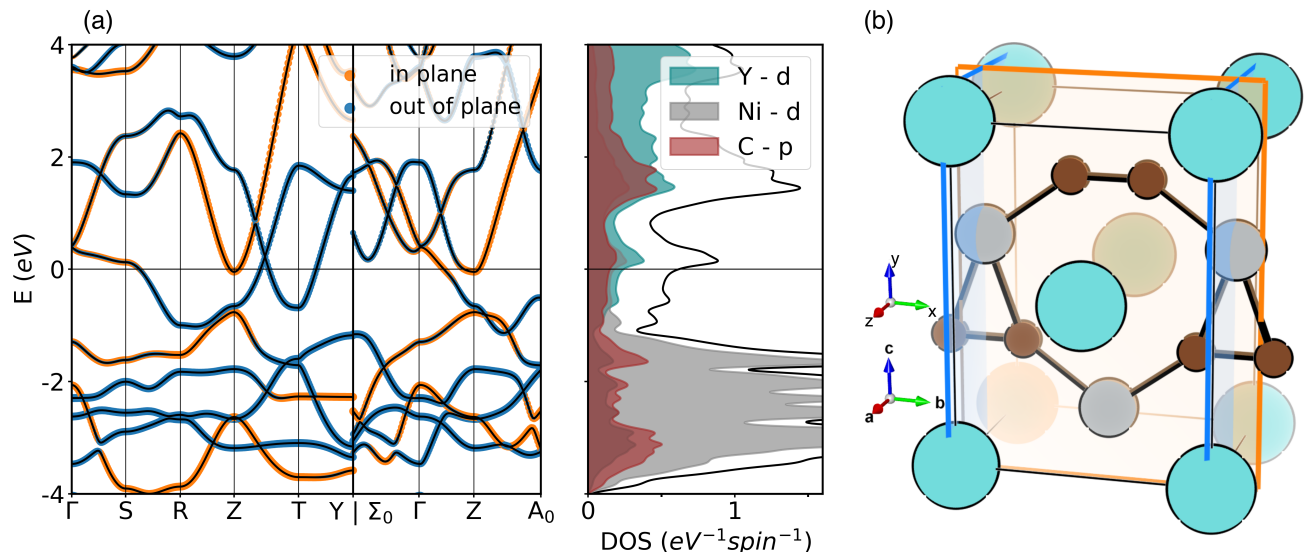 (a)
(b)
4
2
0
-2
-4
E (eV)
in plane
out of plane
Γ S R Z T Y | Σ₀ Γ Z A₀
Y - d
Ni - d
C - p
0 1
DOS (eV⁻¹spin⁻¹)
y
x
z
c
b
a